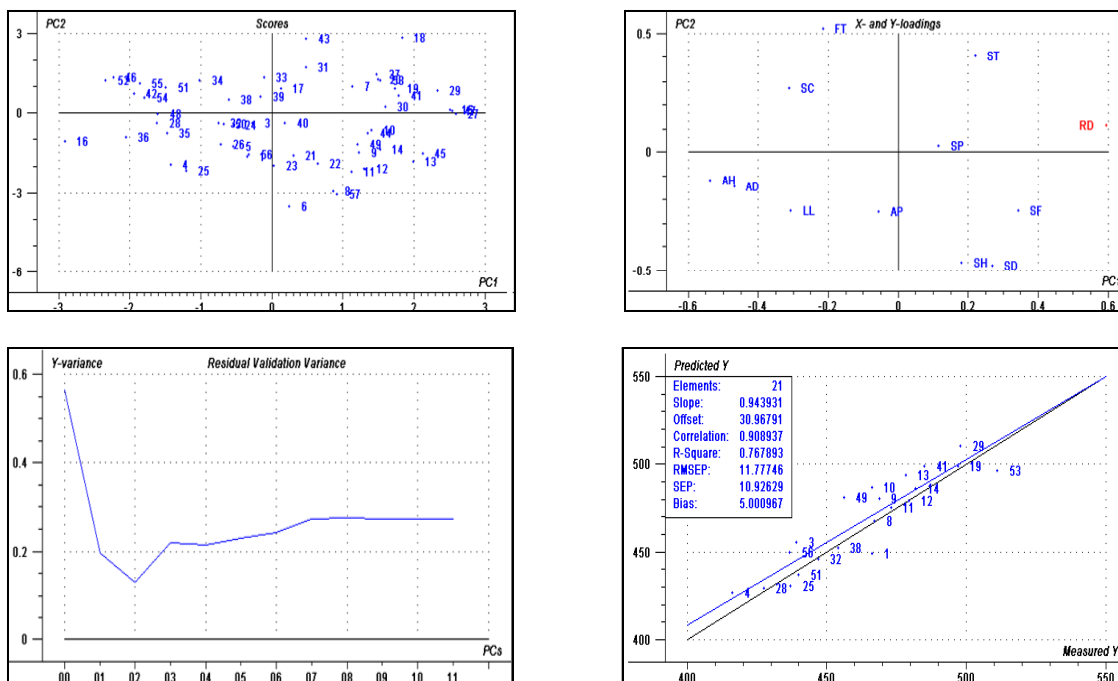 PC2 Scores
3
0
-3
-6
-3 -2 -1 0 1 2 3
PC1
43
18
31
52 46
55
51
34
33
17
7
37
38
19
29
42
54
38
39
41
30
27
48
28
3
40
35
36
16
26
5
56
4
25
21
23
22
49
9
14
11
12
13
45
8
57
6
PC2 X- and Y-loadings
0.5
0
-0.5
-0.6 -0.4 -0.2 0 0.2 0.4 0.6
FT
ST
SC
RD
SP
AH
AD
LL
AP
SF
SH
SD
Y-variance Residual Validation Variance
0.6
0.4
0.2
0
PCs
00 01 02 03 04 05 06 07 08 09 10 11
Predicted Y
550
500
450
400
Elements: 21
Slope: 0.943931
Offset: 30.96791
Correlation: 0.908937
R-Square: 0.767893
RMSEP: 11.77746
SEP: 10.92629
Bias: 5.000967
29
41
19
53
13
10
14
49
9
12
11
8
3
38
1
32
51
25
28
4
Measured Y
400 450 500 550